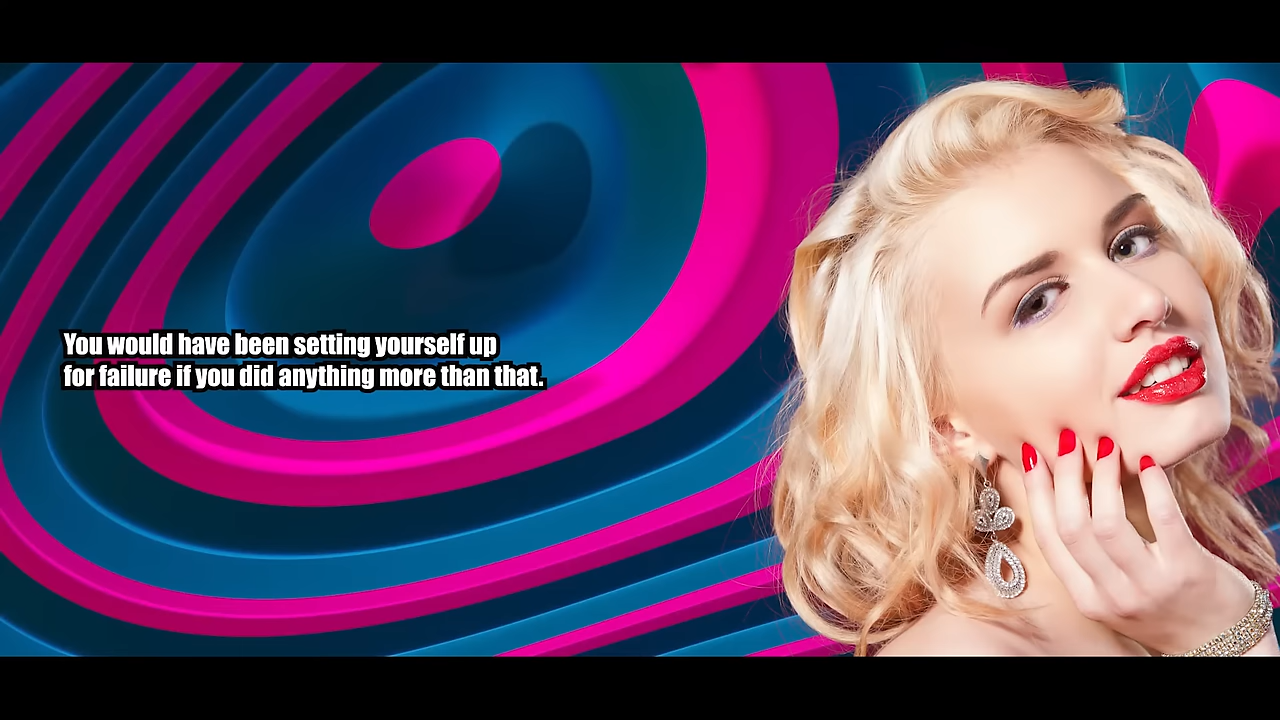 You would have been setting yourself up
for failure if you did anything more than that.